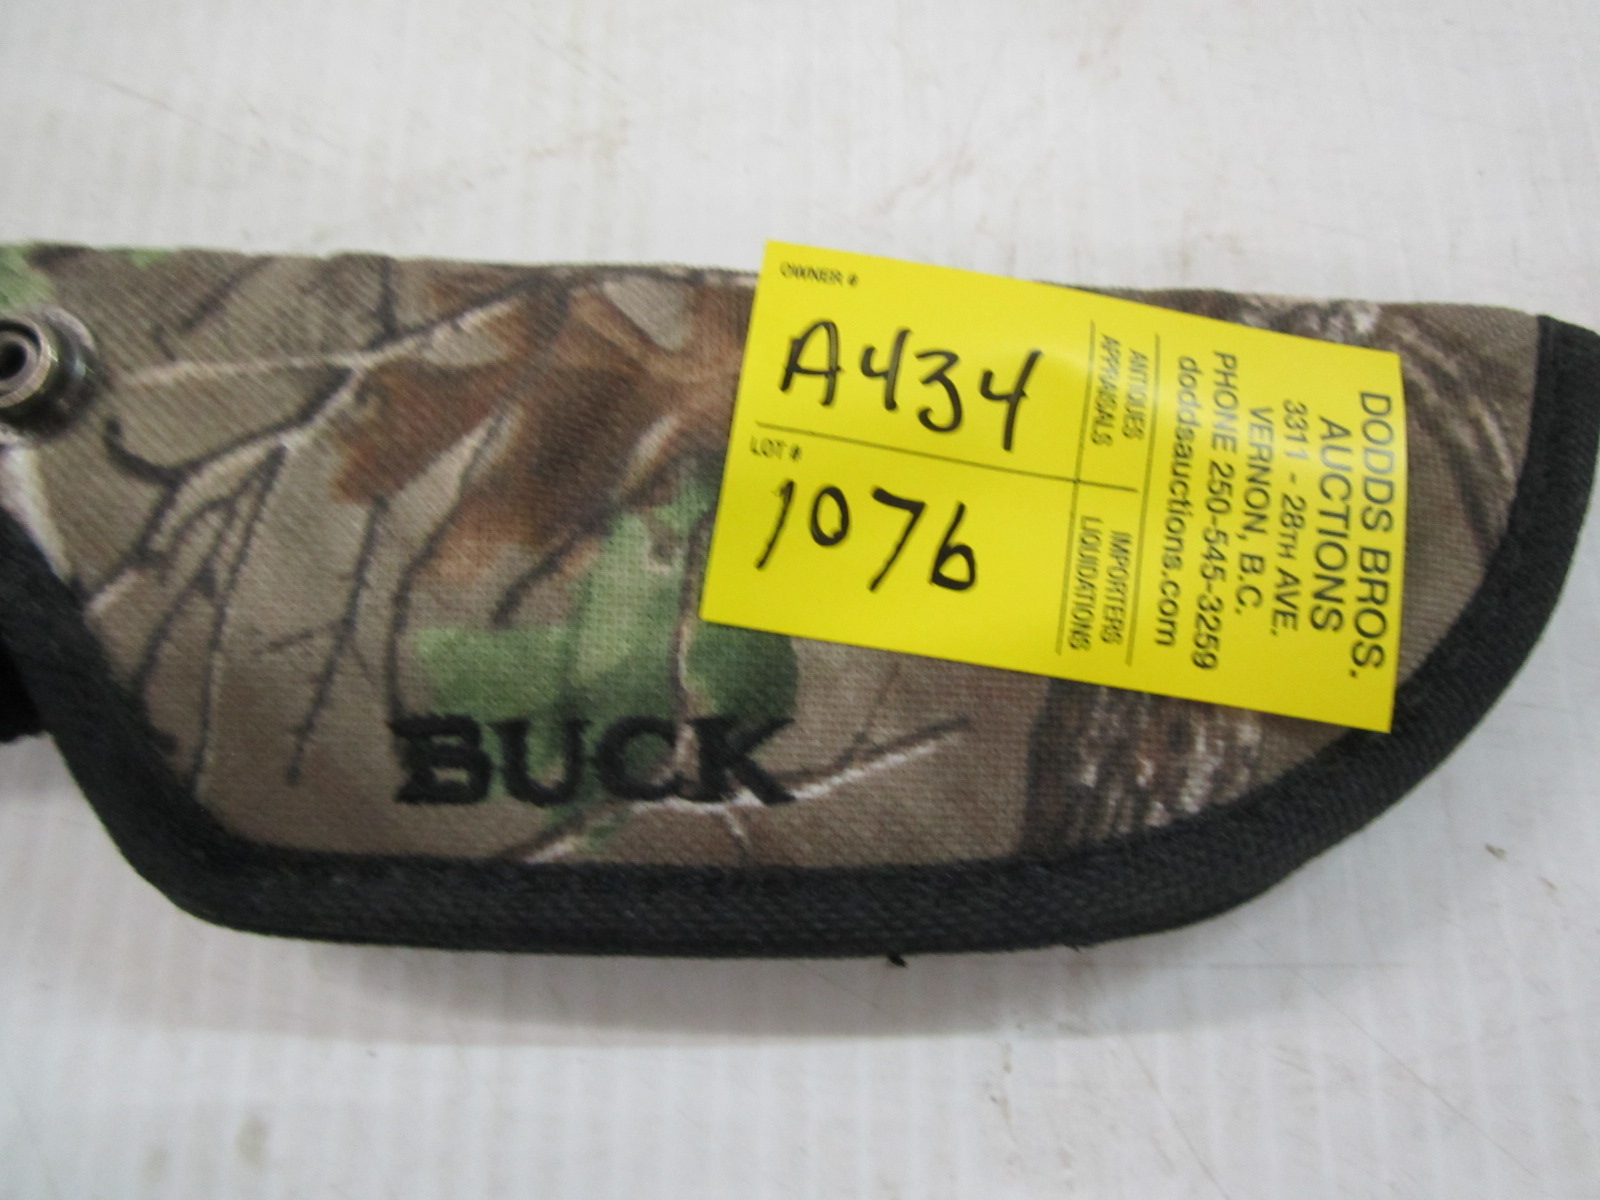 OWNER #
A434
LOT #
1076
ANTIQUES
APPRAISALS
IMPORTERS
LIQUIDATIONS
DODDS BROS.
AUCTIONS
3311 - 28TH AVE.
VERNON, B.C.
PHONE 250-545-3259
doddsauctions.com
BUCK